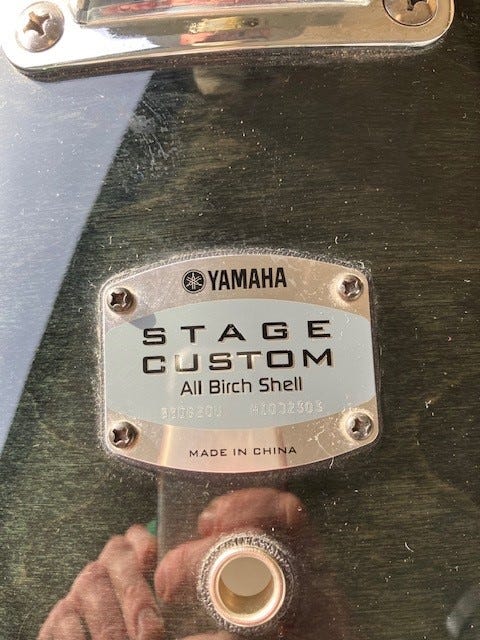 YAMAHA
STAGE
CUSTOM
All Birch Shell
MADE IN CHINA